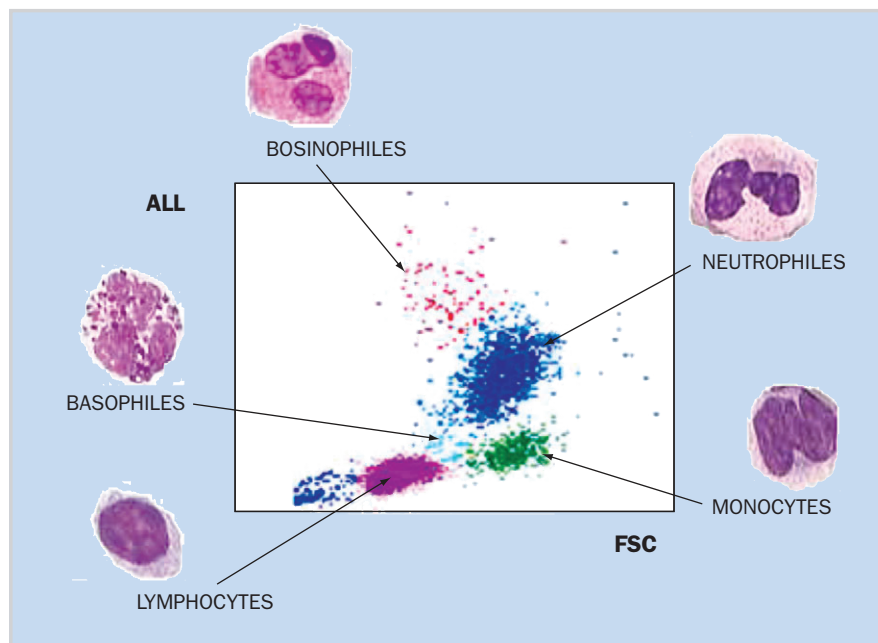 BOSINOPHILES
ALL
NEUTROPHILES
BASOPHILES
MONOCYTES
FSC
LYMPHOCYTES